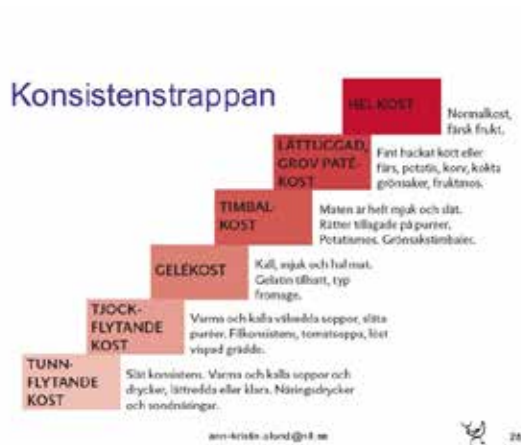 Konsistenstrappan
HELKOST
Normalkost,
färsk frukt.
LÄTTUGGAD,
GROV PATÉ-
KOST
Fint hackat kött eller
färs, potatis, korv, kokta
grönsaker, fruktmos.
TIMBAL-
KOST
Maten är helt mjuk och slät.
Rätter tillagade på puréer.
Potatismos. Grönsakstimbaler.
GELÉKOST
Kall, mjuk och hal mat.
Gelatin tillsatt, typ
fromage.
TJOCK-
FLYTANDE
KOST
Varma och kalla välredda soppor, släta
puréer. Filkonsistens, tomatsoppa, löst
vispad grädde.
TUNN-
FLYTANDE
KOST
Slät konsistens. Varma och kalla soppor och
drycker, lättredda eller klara. Näringsdrycker
och sondnäringar.